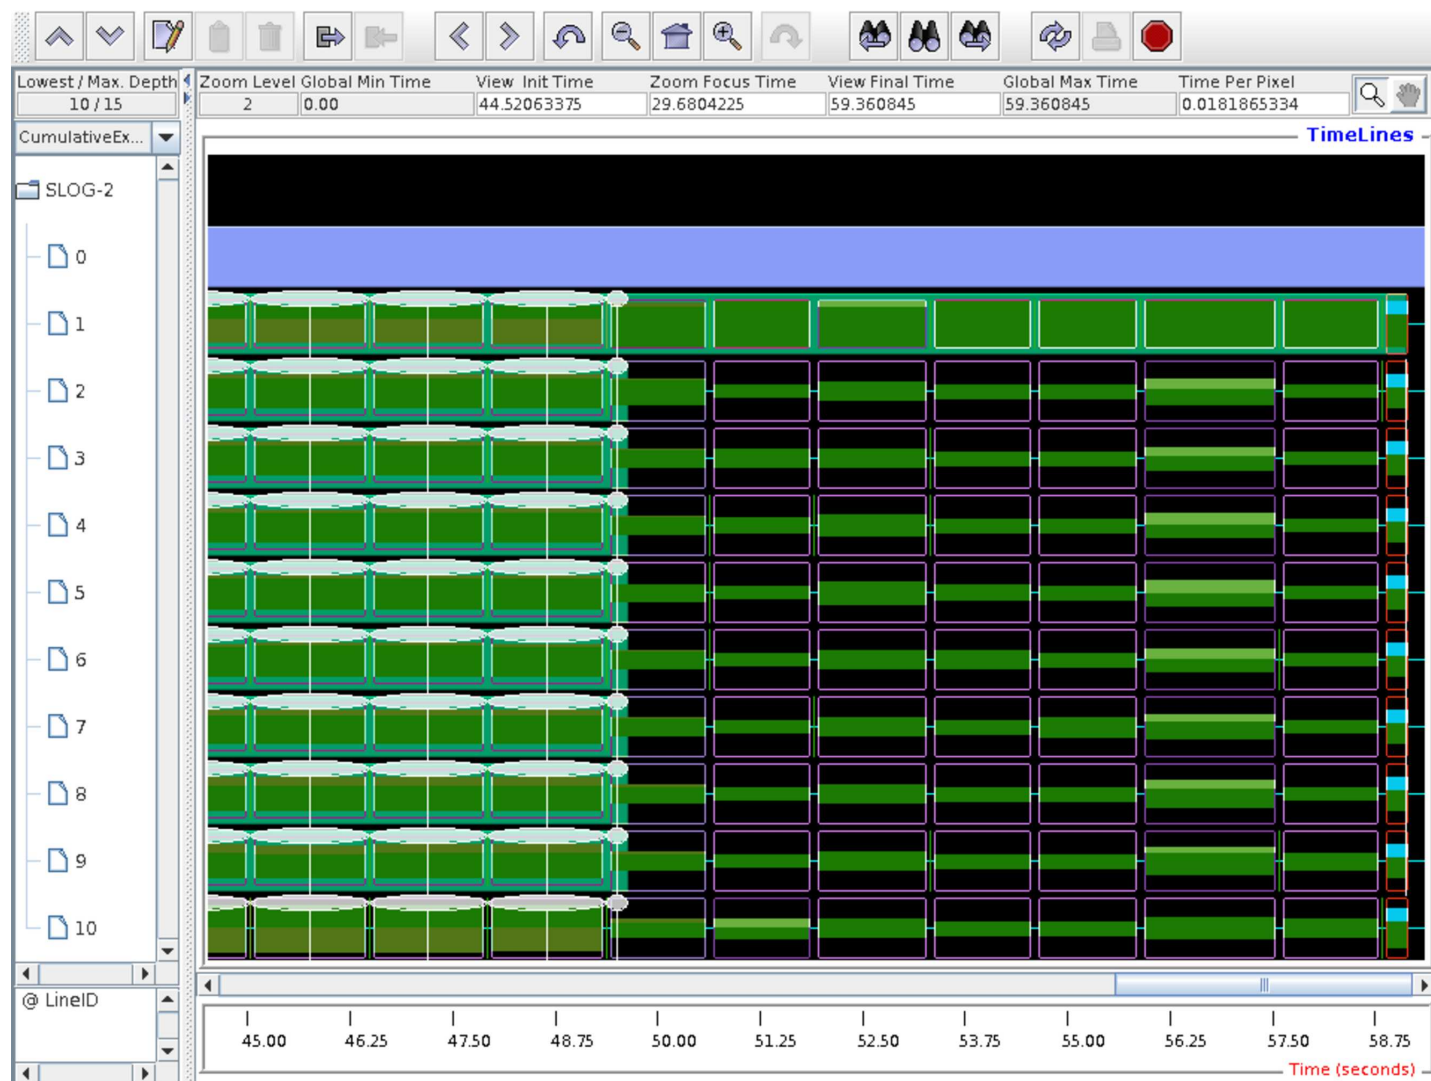 Lowest / Max. Depth
10 / 15
Zoom Level Global Min Time View Init Time Zoom Focus Time View Final Time Global Max Time Time Per Pixel
2 0.00 44.52063375 29.6804225 59.360845 59.360845 0.0181865334
CumulativeEx...
TimeLines
SLOG-2
0
1
2
3
4
5
6
7
8
9
10
@ LineID
45.00 46.25 47.50 48.75 50.00 51.25 52.50 53.75 55.00 56.25 57.50 58.75
Time (seconds)